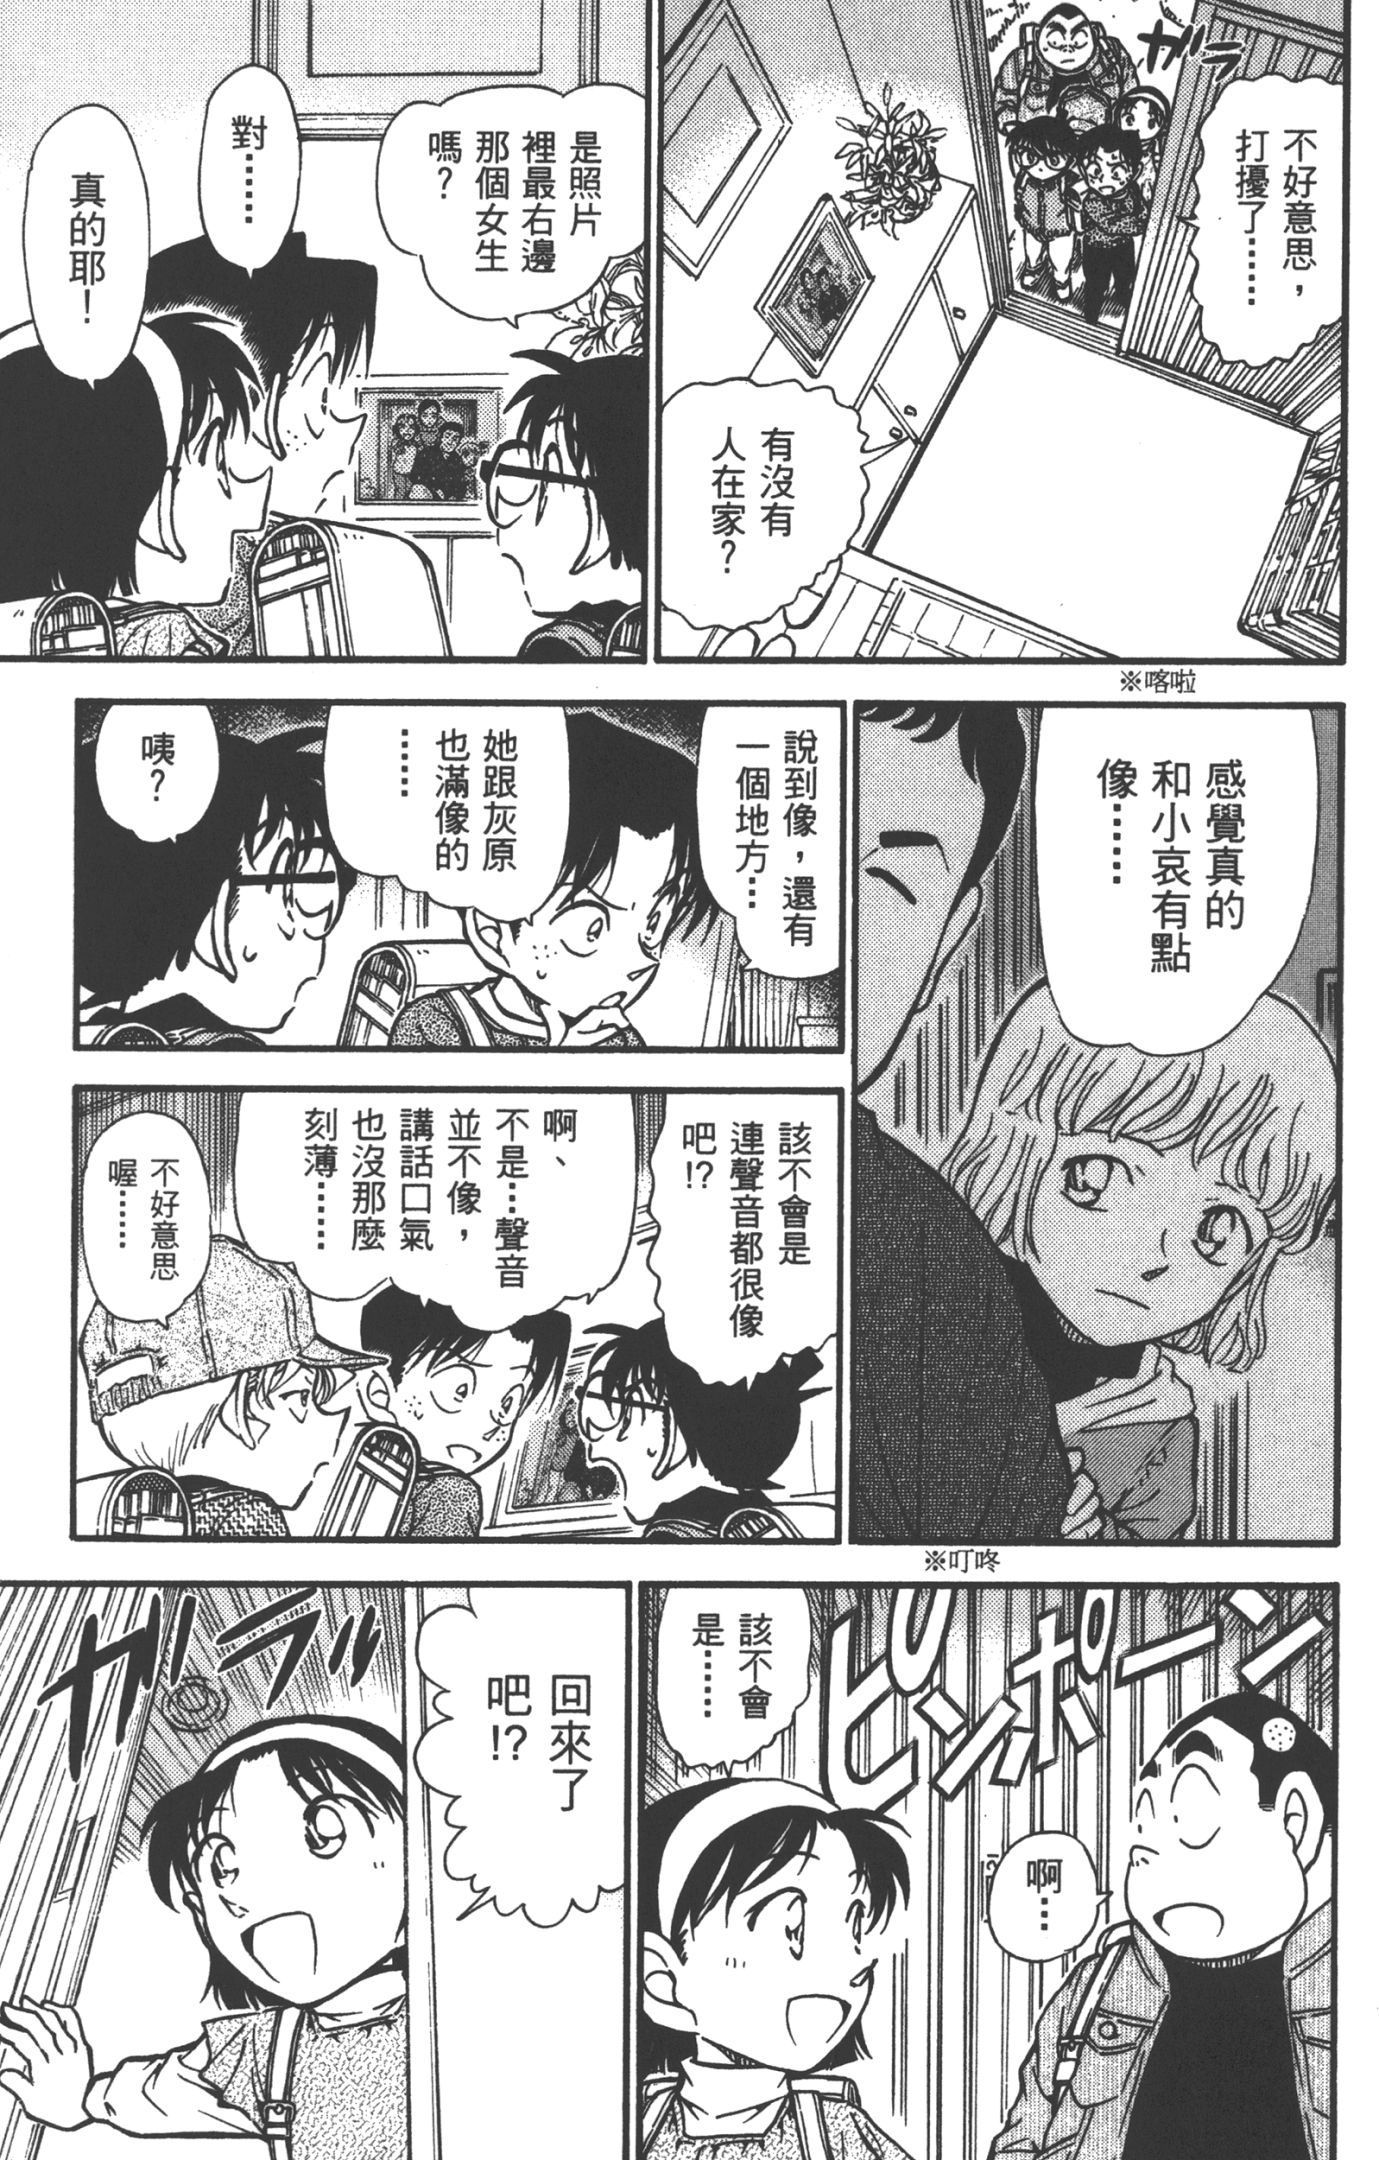 ガラ
不好意思，
打擾了……
有沒有
人在家？
※喀啦
是照片
裡最右邊
那個女生
嗎？
對……
真的耶！
感覺真的
和小哀有點
像……
說到像，還有
一個地方…
她跟灰原
也滿像的
……
咦？
該不會是
連聲音都很像
吧!?
啊、
不是…聲音
並不像，
講話口氣
也沒那麼
刻薄……
不好意思
喔……
※叮咚
ピンポーン
啊…
該不會
是……
回來了
吧!?
ガラッ